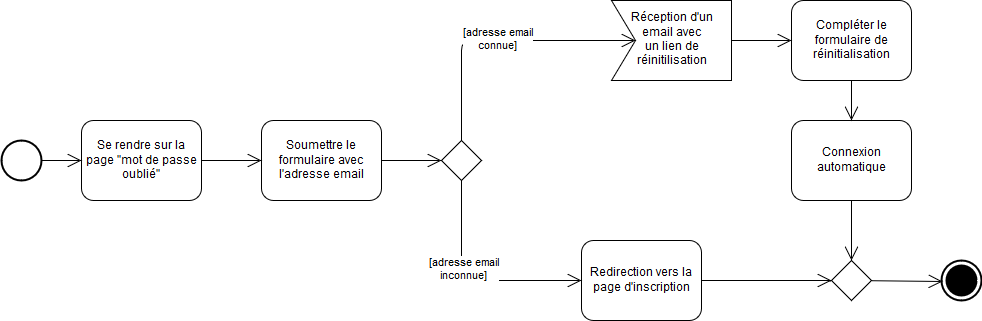 Se rendre sur la
page "mot de passe
oublié"
Soumettre le
formulaire avec
l'adresse email
[adresse email
connue]
Réception d'un
email avec
un lien de
réinitilisation
Compléter le
formulaire de
réinitialisation
Connexion
automatique
[adresse email
inconnue]
Redirection vers la
page d'inscription